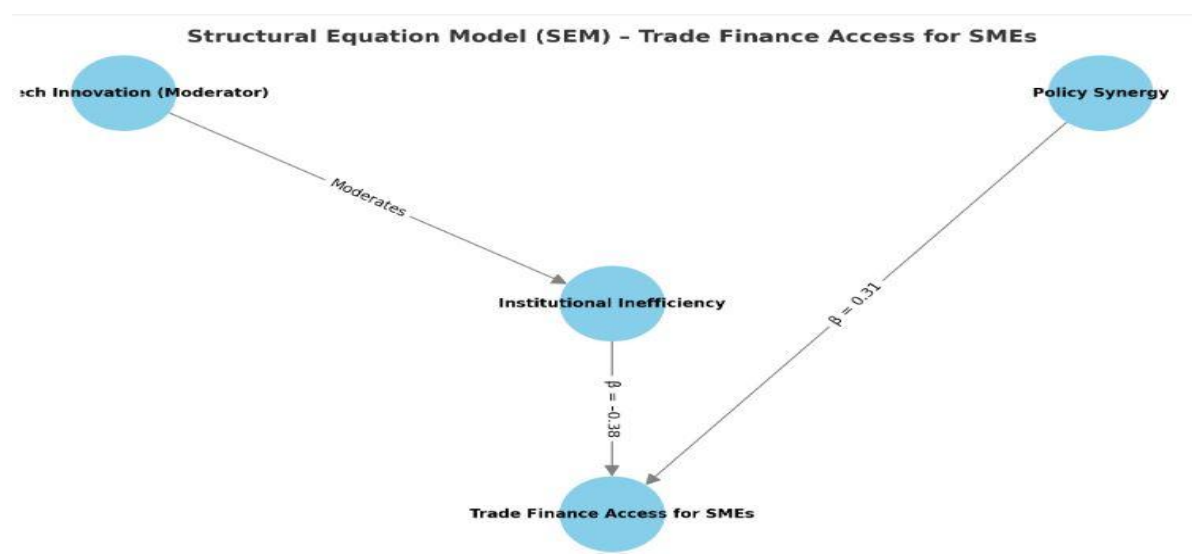 Structural Equation Model (SEM) – Trade Finance Access for SMEs
ech Innovation (Moderator)
Policy Synergy
Moderates
Institutional Inefficiency
β = 0.31
β = -0.38
Trade Finance Access for SMEs